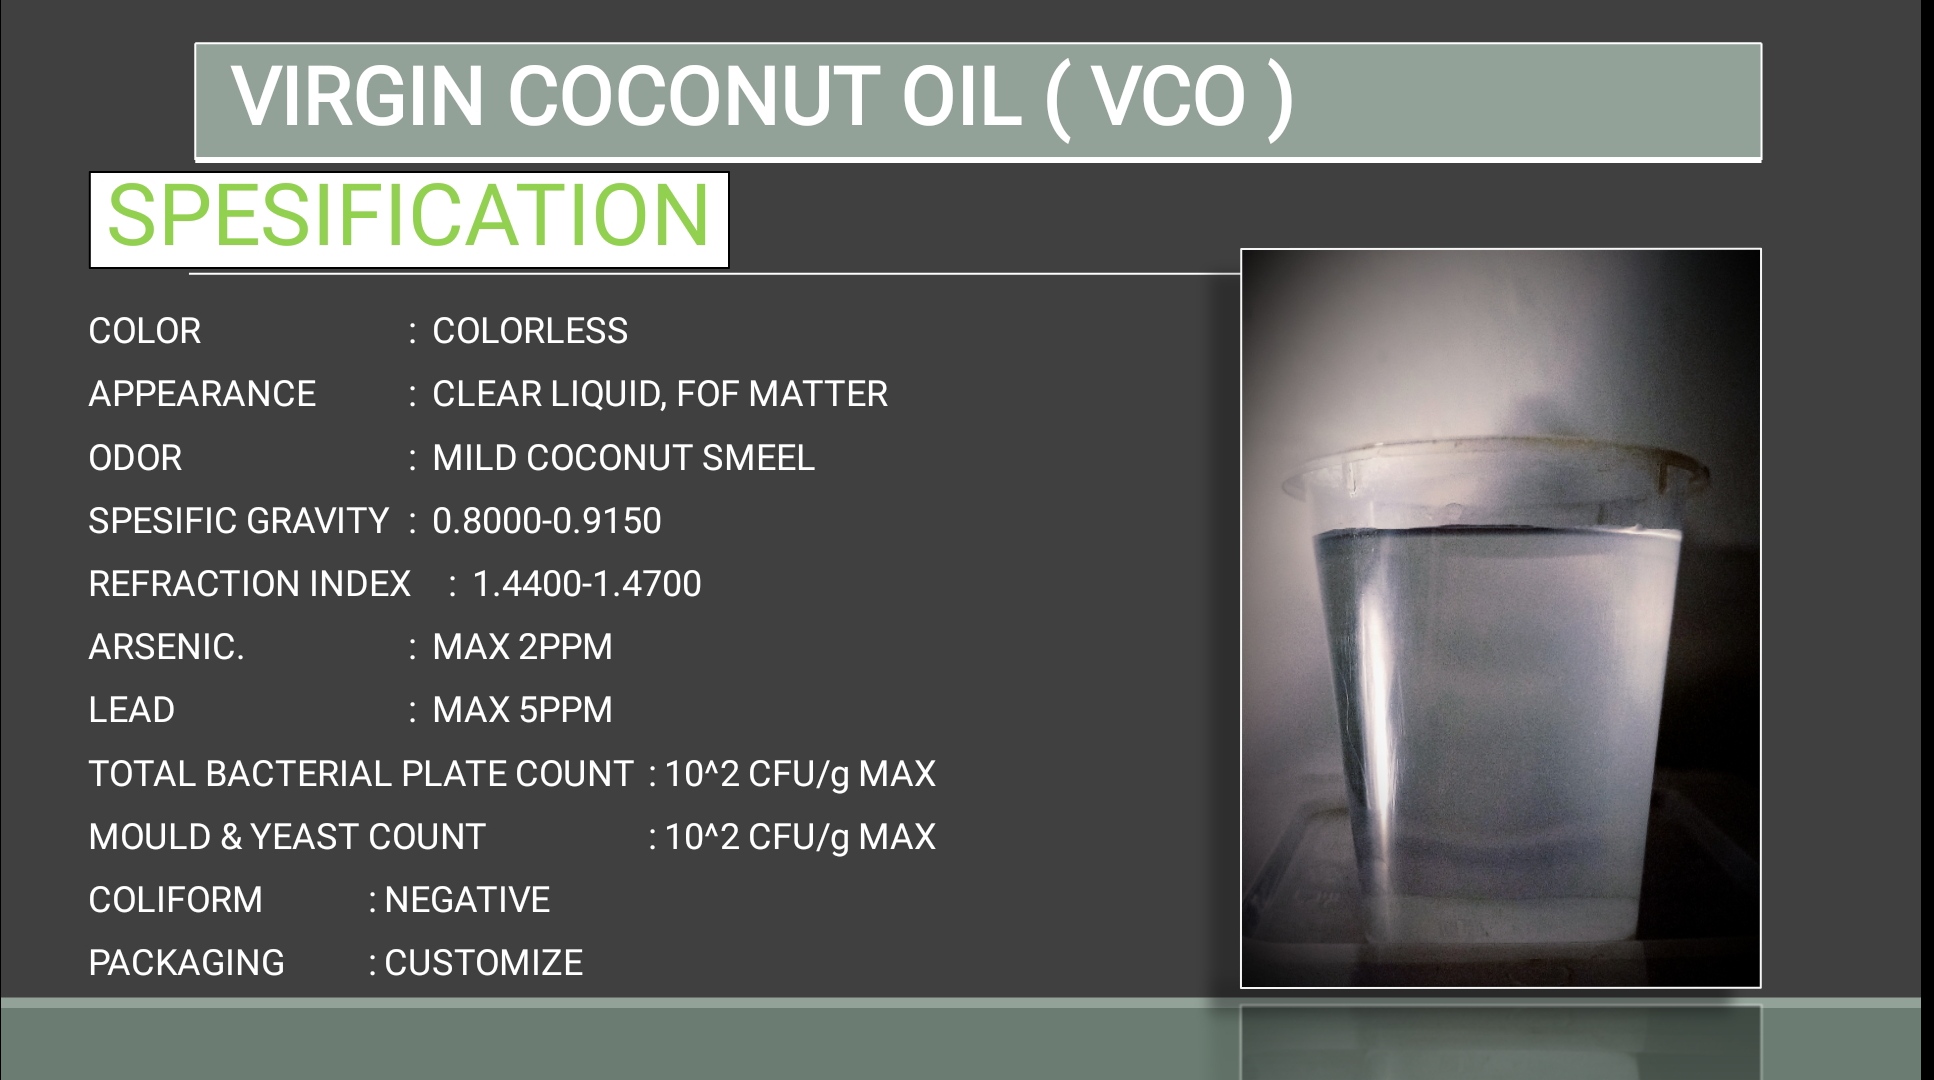 VIRGIN COCONUT OIL ( VCO )
SPESIFICATION
COLOR : COLORLESS
APPEARANCE : CLEAR LIQUID, FOF MATTER
ODOR : MILD COCONUT SMEEL
SPESIFIC GRAVITY : 0.8000-0.9150
REFRACTION INDEX : 1.4400-1.4700
ARSENIC. : MAX 2PPM
LEAD : MAX 5PPM
TOTAL BACTERIAL PLATE COUNT : 10^2 CFU/g MAX
MOULD & YEAST COUNT : 10^2 CFU/g MAX
COLIFORM : NEGATIVE
PACKAGING : CUSTOMIZE